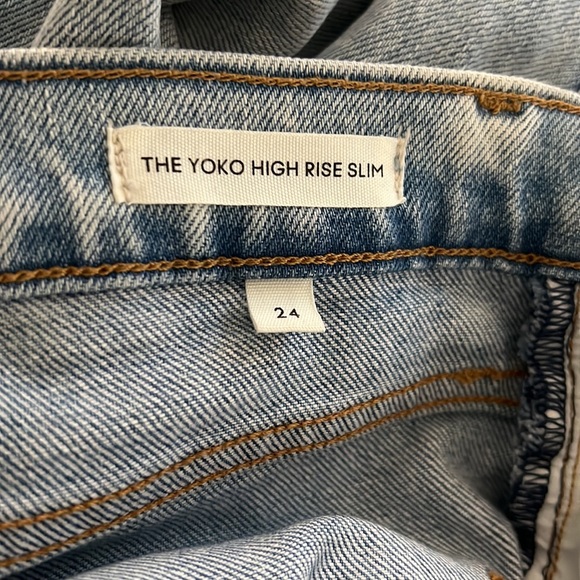 THE YOKO HIGH RISE SLIM
24